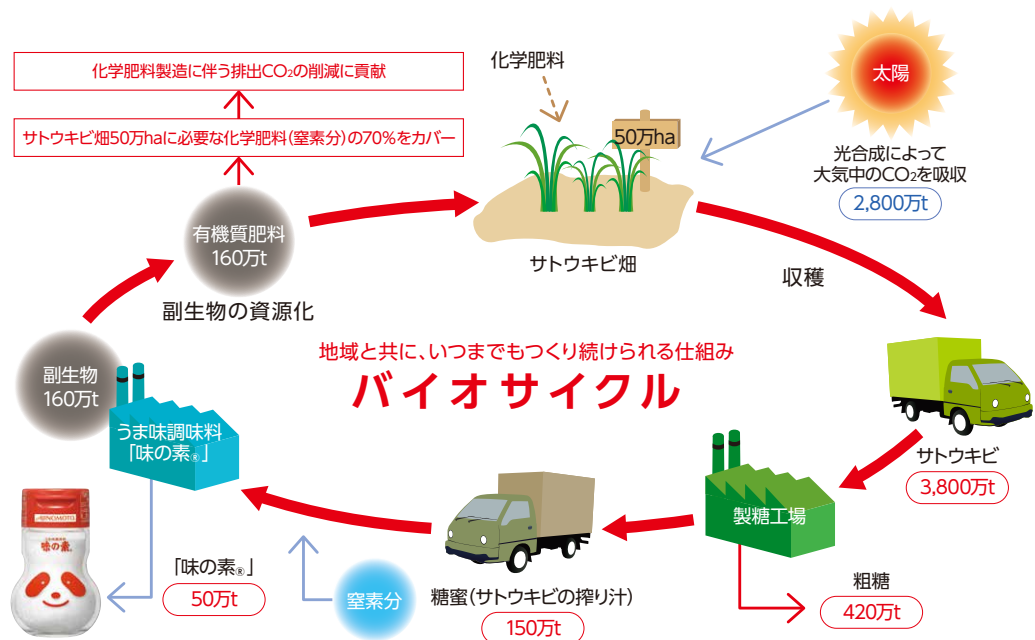 化学肥料製造に伴う排出CO₂の削減に貢献
サトウキビ畑50万haに必要な化学肥料(窒素分)の70%をカバー
化学肥料
50万ha
太陽
光合成によって
大気中のCO₂を吸収
2,800万t
有機質肥料
160万t
副生物の資源化
サトウキビ畑
収穫
地域と共に、いつまでもつくり続けられる仕組み
バイオサイクル
副生物
160万t
うま味調味料
「味の素®」
サトウキビ
3,800万t
製糖工場
AJINOMOTO
味の素
「味の素®」
50万t
窒素分
糖蜜(サトウキビの搾り汁)
150万t
粗糖
420万t